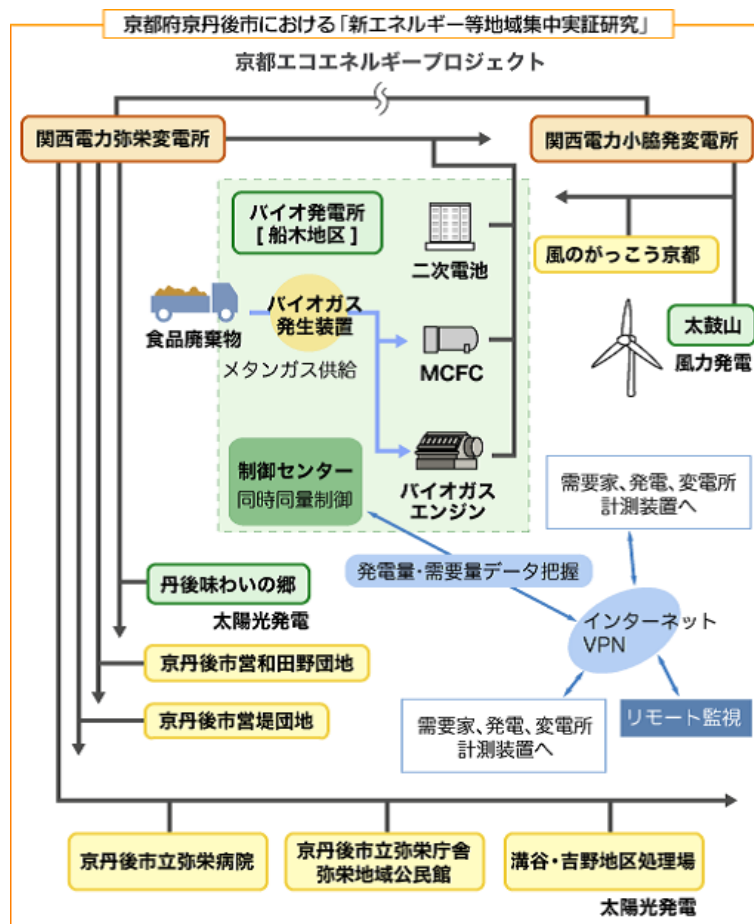 京都府京丹後市における「新エネルギー等地域集中実証研究」
京都エコエネルギープロジェクト
関西電力弥栄変電所
関西電力小脇発変電所
バイオ発電所
[ 船木地区 ]
二次電池
風のがっこう京都
食品廃棄物
バイオガス
発生装置
メタンガス供給
MCFC
太鼓山
風力発電
制御センター
同時同量制御
バイオガス
エンジン
需要家、発電、変電所
計測装置へ
発電量・需要量データ把握
丹後味わいの郷
太陽光発電
インターネット
VPN
京丹後市営和田野団地
京丹後市営堤団地
需要家、発電、変電所
計測装置へ
リモート監視
京丹後市立弥栄病院
京丹後市立弥栄庁舎
弥栄地域公民館
溝谷・吉野地区処理場
太陽光発電